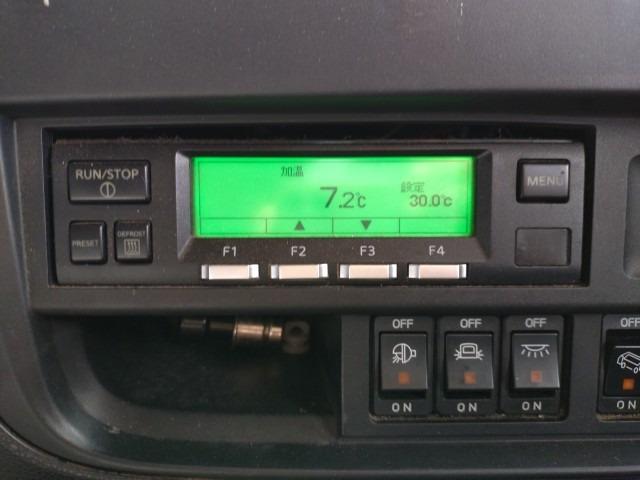 RUN/STOP
加温
7.2℃
設定
30.0℃
MENU
PRESET
DEFROST
▲ ▼
F1 F2 F3 F4
OFF OFF OFF OFF
ON ON ON ON